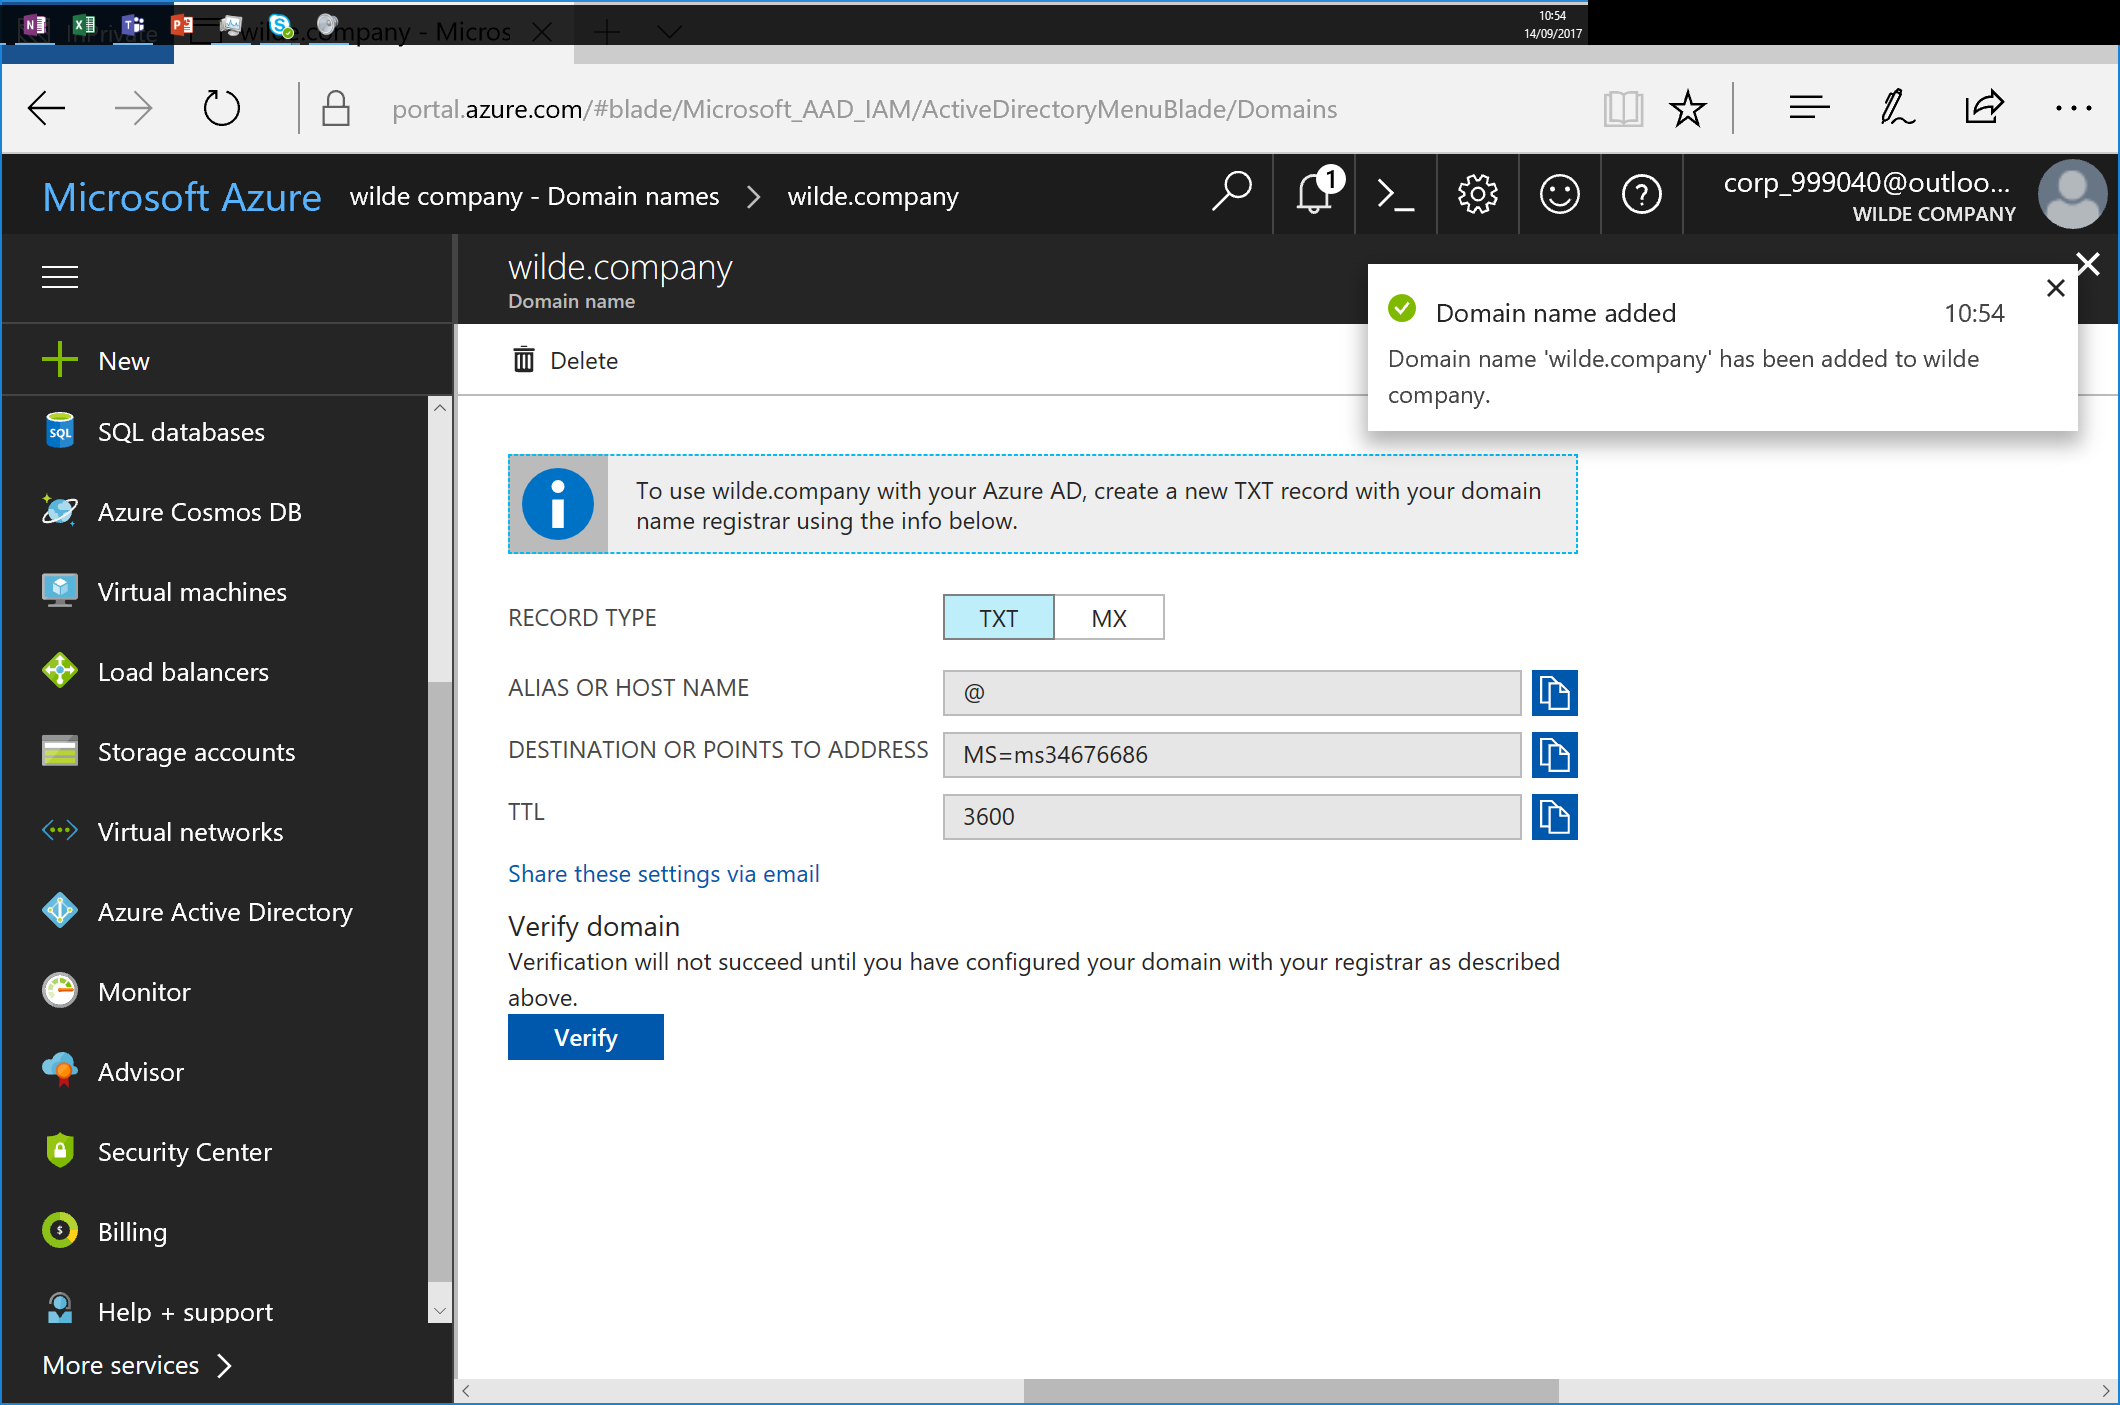 10:54
14/09/2017
InPrivate
wilde.company - Micros
portal.azure.com/#blade/Microsoft_AAD_IAM/ActiveDirectoryMenuBlade/Domains
Microsoft Azure
wilde company - Domain names
wilde.company
1
corp_999040@outloo...
WILDE COMPANY
wilde.company
Domain name
Domain name added
10:54
Domain name 'wilde.company' has been added to wilde
company.
New
Delete
SQL databases
Azure Cosmos DB
Virtual machines
Load balancers
Storage accounts
Virtual networks
Azure Active Directory
Monitor
Advisor
Security Center
Billing
Help + support
More services
To use wilde.company with your Azure AD, create a new TXT record with your domain
name registrar using the info below.
RECORD TYPE
TXT
MX
ALIAS OR HOST NAME
@
DESTINATION OR POINTS TO ADDRESS
MS=ms34676686
TTL
3600
Share these settings via email
Verify domain
Verification will not succeed until you have configured your domain with your registrar as described
above.
Verify